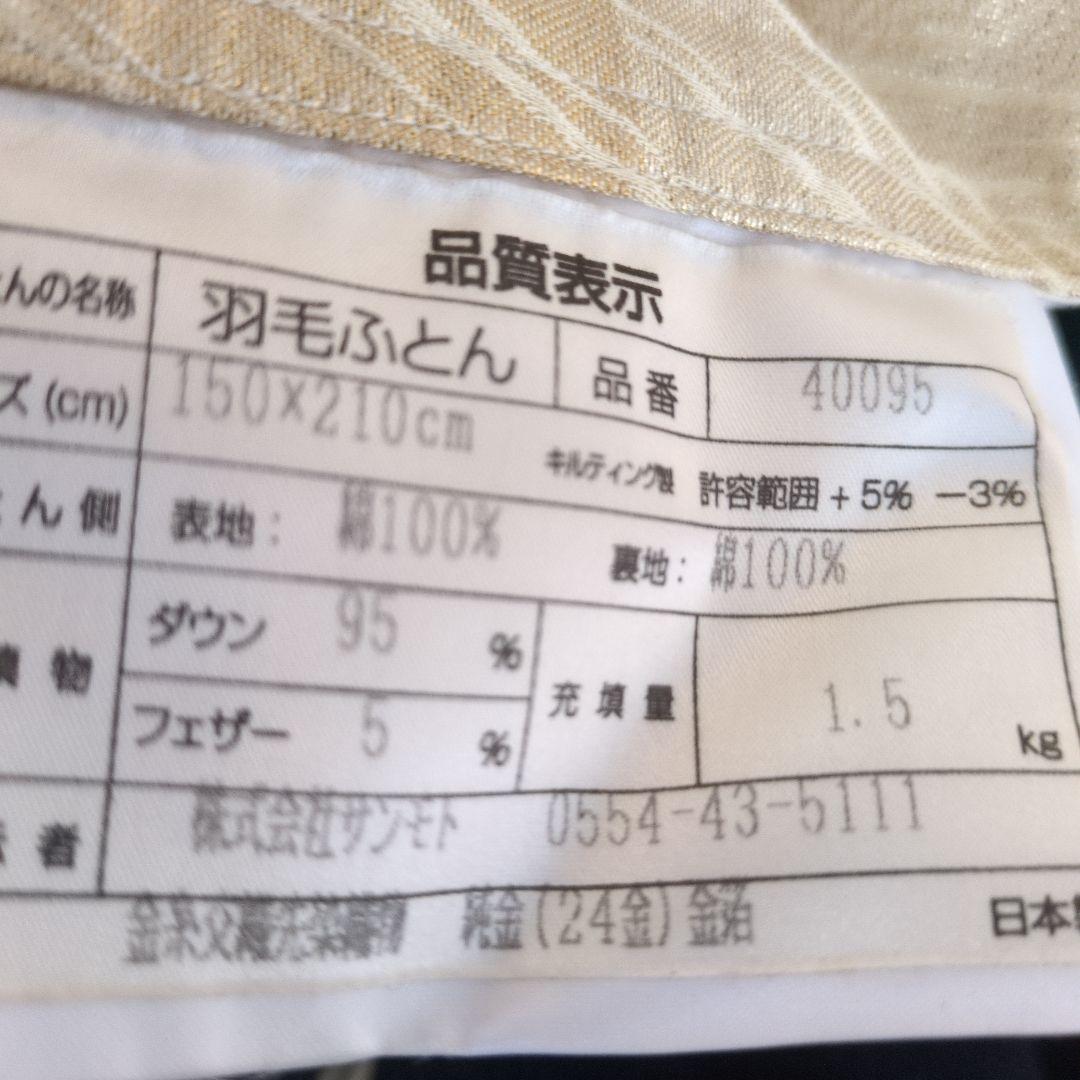 品質表示
とんの名称 羽毛ふとん 品番 40095
ズ(cm) 150×210cm キルティング製 許容範囲+5% −3%
とん側 表地: 綿100% 裏地: 綿100%
填物 ダウン 95 % 充填量 1.5 kg
フェザー 5 %
者 株式会社サンモト 0554-43-5111
純金(24金)金箔 日本製